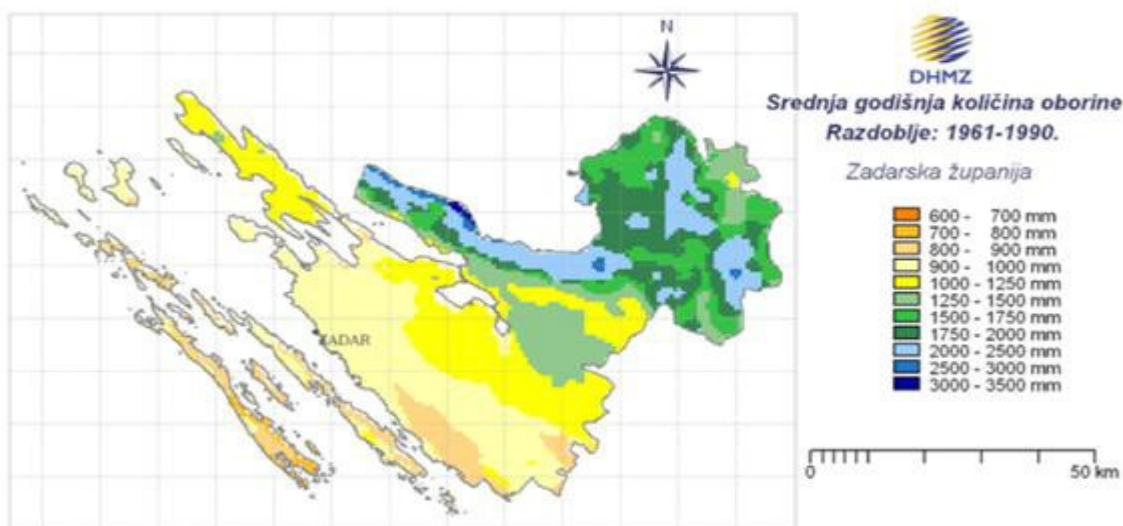 N
DHMZ
Srednja godišnja količina oborine
Razdoblje: 1961-1990.
Zadarska županija
600 - 700 mm
700 - 800 mm
800 - 900 mm
900 - 1000 mm
1000 - 1250 mm
1250 - 1500 mm
1500 - 1750 mm
1750 - 2000 mm
2000 - 2500 mm
2500 - 3000 mm
3000 - 3500 mm
ZADAR
0 50 km